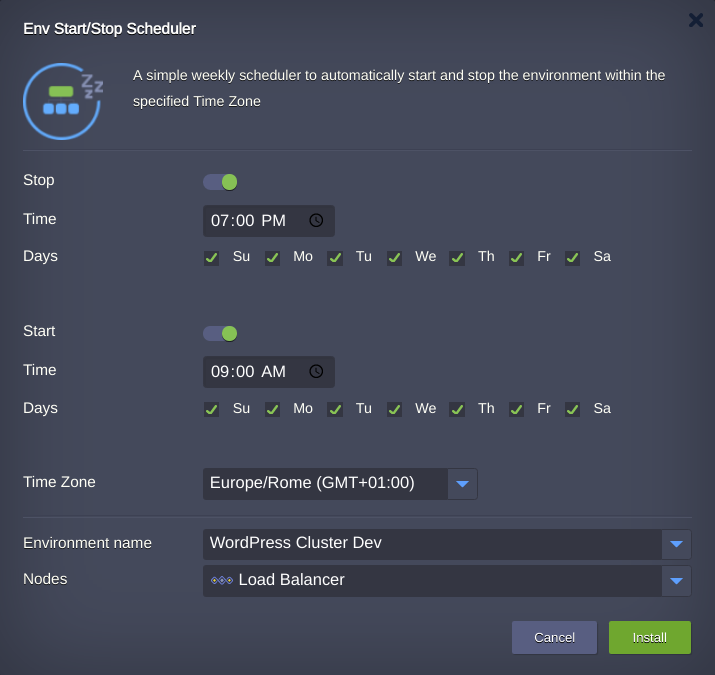 Env Start/Stop Scheduler
A simple weekly scheduler to automatically start and stop the environment within the
specified Time Zone
Stop
Time 07:00 PM
Days Su Mo Tu We Th Fr Sa
Start
Time 09:00 AM
Days Su Mo Tu We Th Fr Sa
Time Zone Europe/Rome (GMT+01:00)
Environment name WordPress Cluster Dev
Nodes Load Balancer
Cancel Install